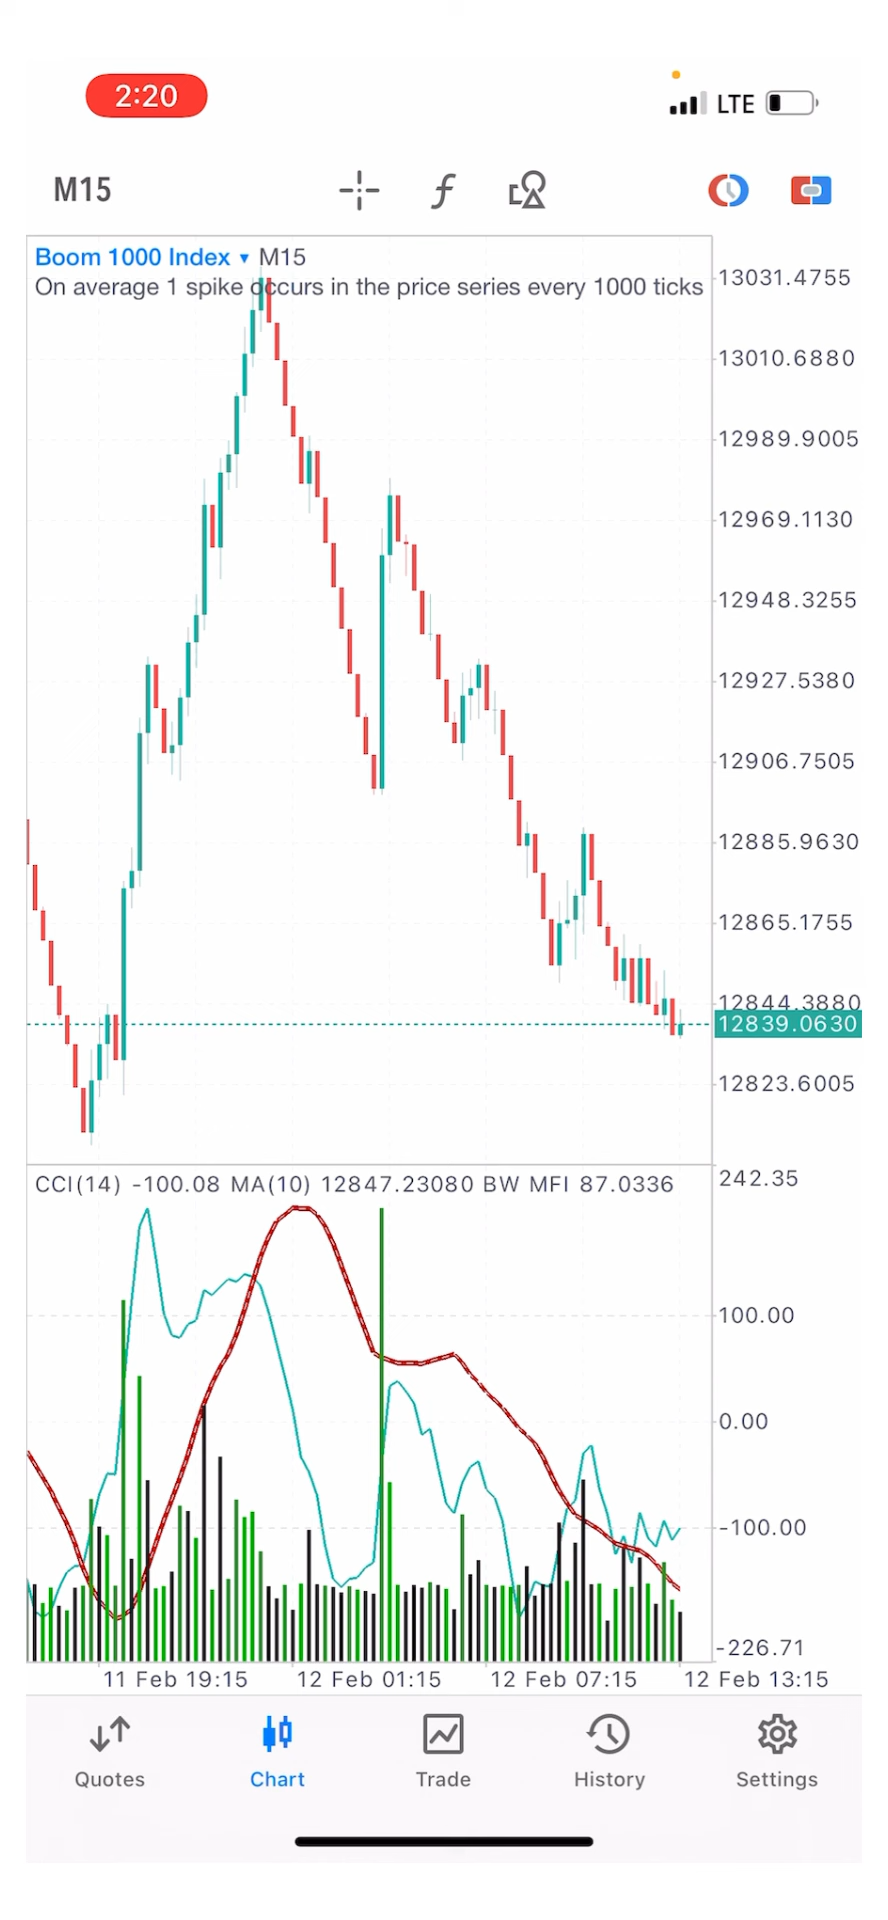 2:20
LTE
M15
f
Boom 1000 Index ▾ M15
On average 1 spike occurs in the price series every 1000 ticks
13031.4755
13010.6880
12989.9005
12969.1130
12948.3255
12927.5380
12906.7505
12885.9630
12865.1755
12844.3880
12839.0630
12823.6005
CCI(14) -100.08 MA(10) 12847.23080 BW MFI 87.0336
242.35
100.00
0.00
-100.00
-226.71
11 Feb 19:15 12 Feb 01:15 12 Feb 07:15 12 Feb 13:15
Quotes Chart Trade History Settings